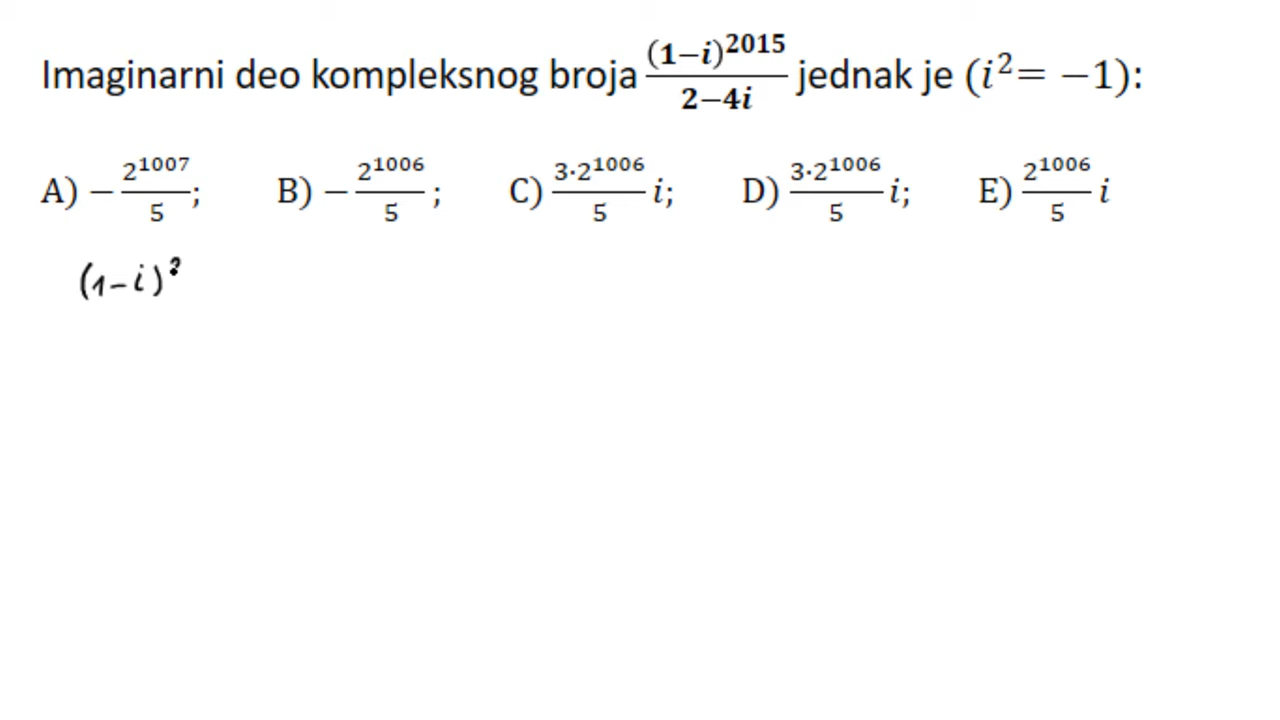 Imaginarni deo kompleksnog broja (1−i)^2015/2−4i jednak je (i² = −1):
A) − 2^1007/5; B) − 2^1006/5; C) 3·2^1006/5 i; D) 3·2^1006/5 i; E) 2^1006/5 i
(1−i)²